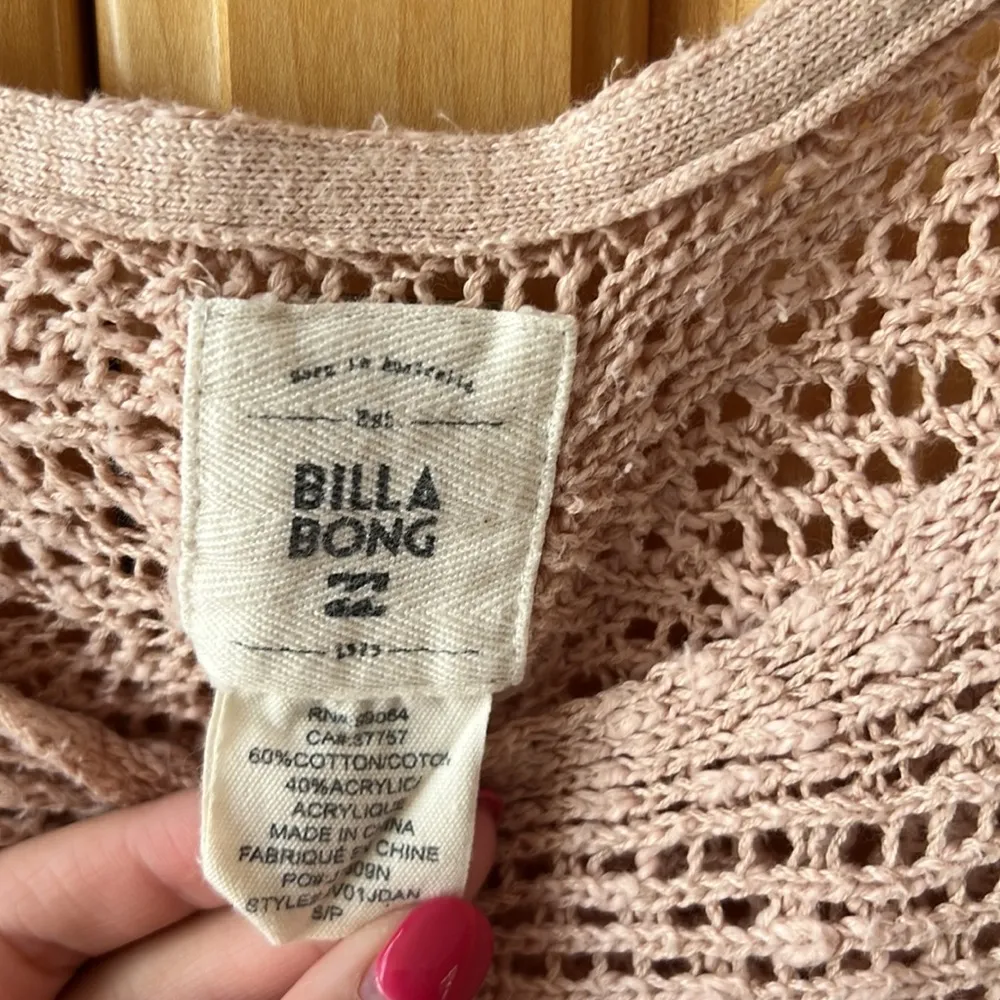 Born in Australia
Est
BILLA
BONG
1973
CA# 37757
60%COTTON/COTON
40%ACRYLIC/
ACRYLIQUE
MADE IN CHINA
FABRIQUÉ EN CHINE
S/P